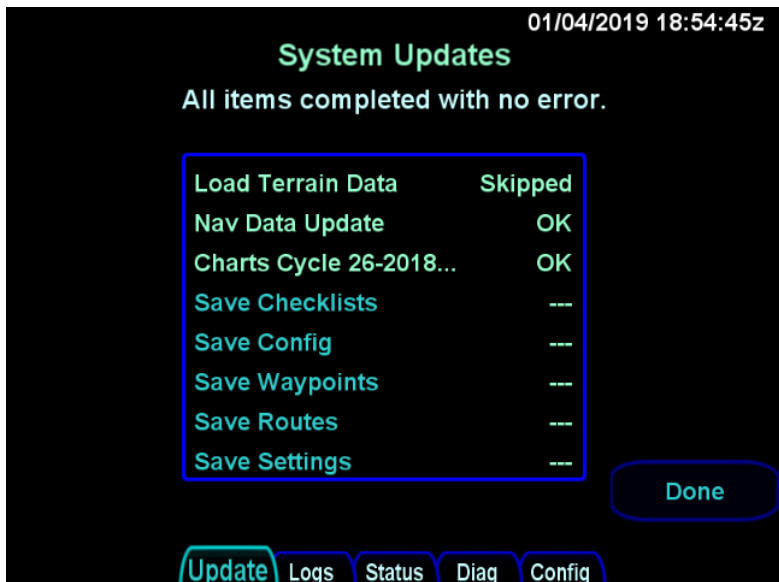 01/04/2019 18:54:45z
System Updates
All items completed with no error.
Load Terrain Data Skipped
Nav Data Update OK
Charts Cycle 26-2018... OK
Save Checklists ---
Save Config ---
Save Waypoints ---
Save Routes ---
Save Settings ---
Done
Update Logs Status Diag Config